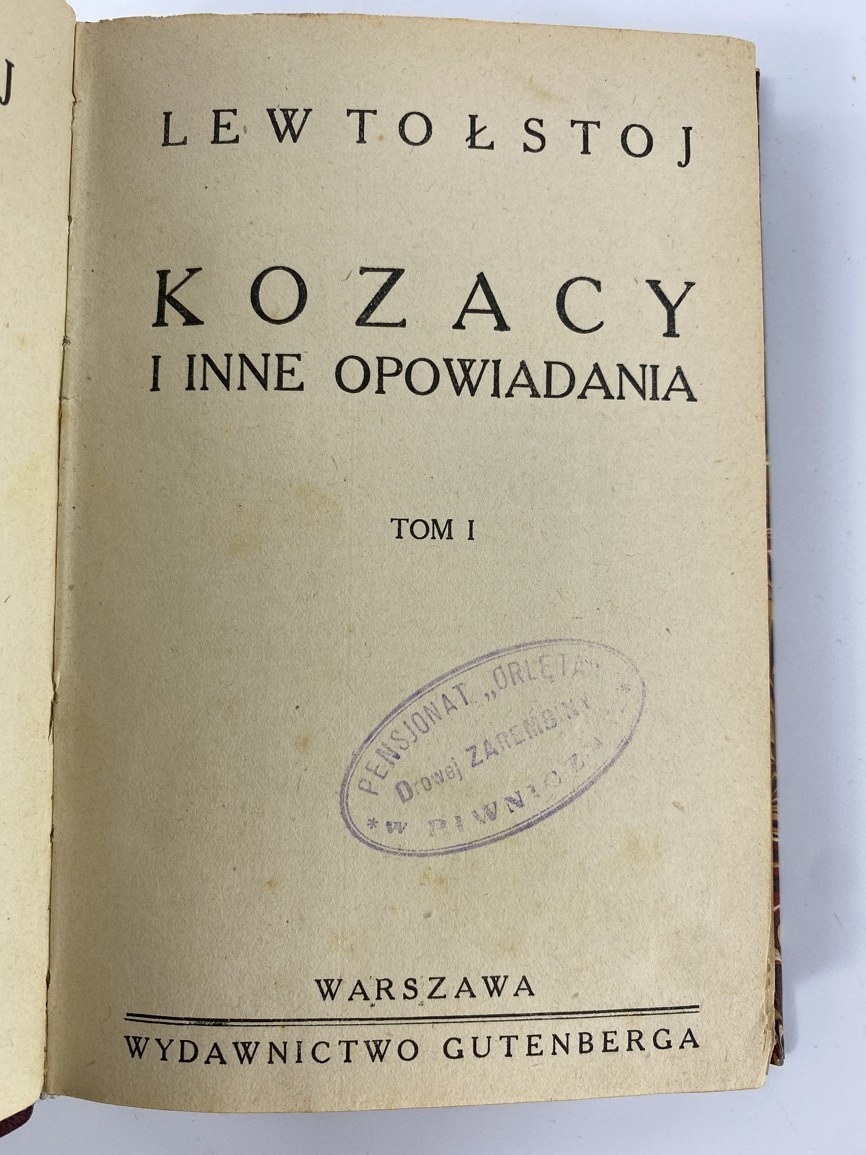 J
LEW TOŁSTOJ
KOZACY
I INNE OPOWIADANIA
TOM I
PENSJONAT „ORLĘTA”
Drowej ZAREMBINY
* W PIWNICZNEJ *
WARSZAWA
WYDAWNICTWO GUTENBERGA